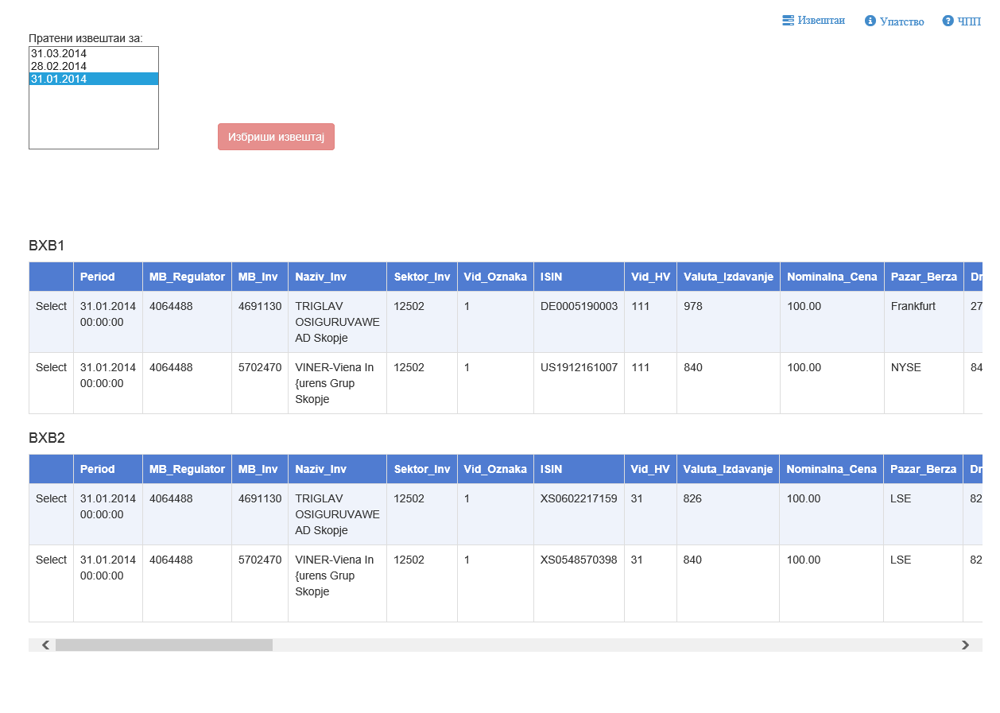 Извештаи Упатство ЧПП
Пратени извештаи за:
31.03.2014
28.02.2014
31.01.2014
Избриши извештај
BXB1
Period MB_Regulator MB_Inv Naziv_Inv Sektor_Inv Vid_Oznaka ISIN Vid_HV Valuta_Izdavanje Nominalna_Cena Pazar_Berza Dr
Select 31.01.2014 4064488 4691130 TRIGLAV 12502 1 DE0005190003 111 978 100.00 Frankfurt 27
00:00:00 OSIGURUVAWE
AD Skopje
Select 31.01.2014 4064488 5702470 VINER-Viena In 12502 1 US1912161007 111 840 100.00 NYSE 84
00:00:00 {urens Grup
Skopje
BXB2
Period MB_Regulator MB_Inv Naziv_Inv Sektor_Inv Vid_Oznaka ISIN Vid_HV Valuta_Izdavanje Nominalna_Cena Pazar_Berza Dr
Select 31.01.2014 4064488 4691130 TRIGLAV 12502 1 XS0602217159 31 826 100.00 LSE 82
00:00:00 OSIGURUVAWE
AD Skopje
Select 31.01.2014 4064488 5702470 VINER-Viena In 12502 1 XS0548570398 31 840 100.00 LSE 82
00:00:00 {urens Grup
Skopje